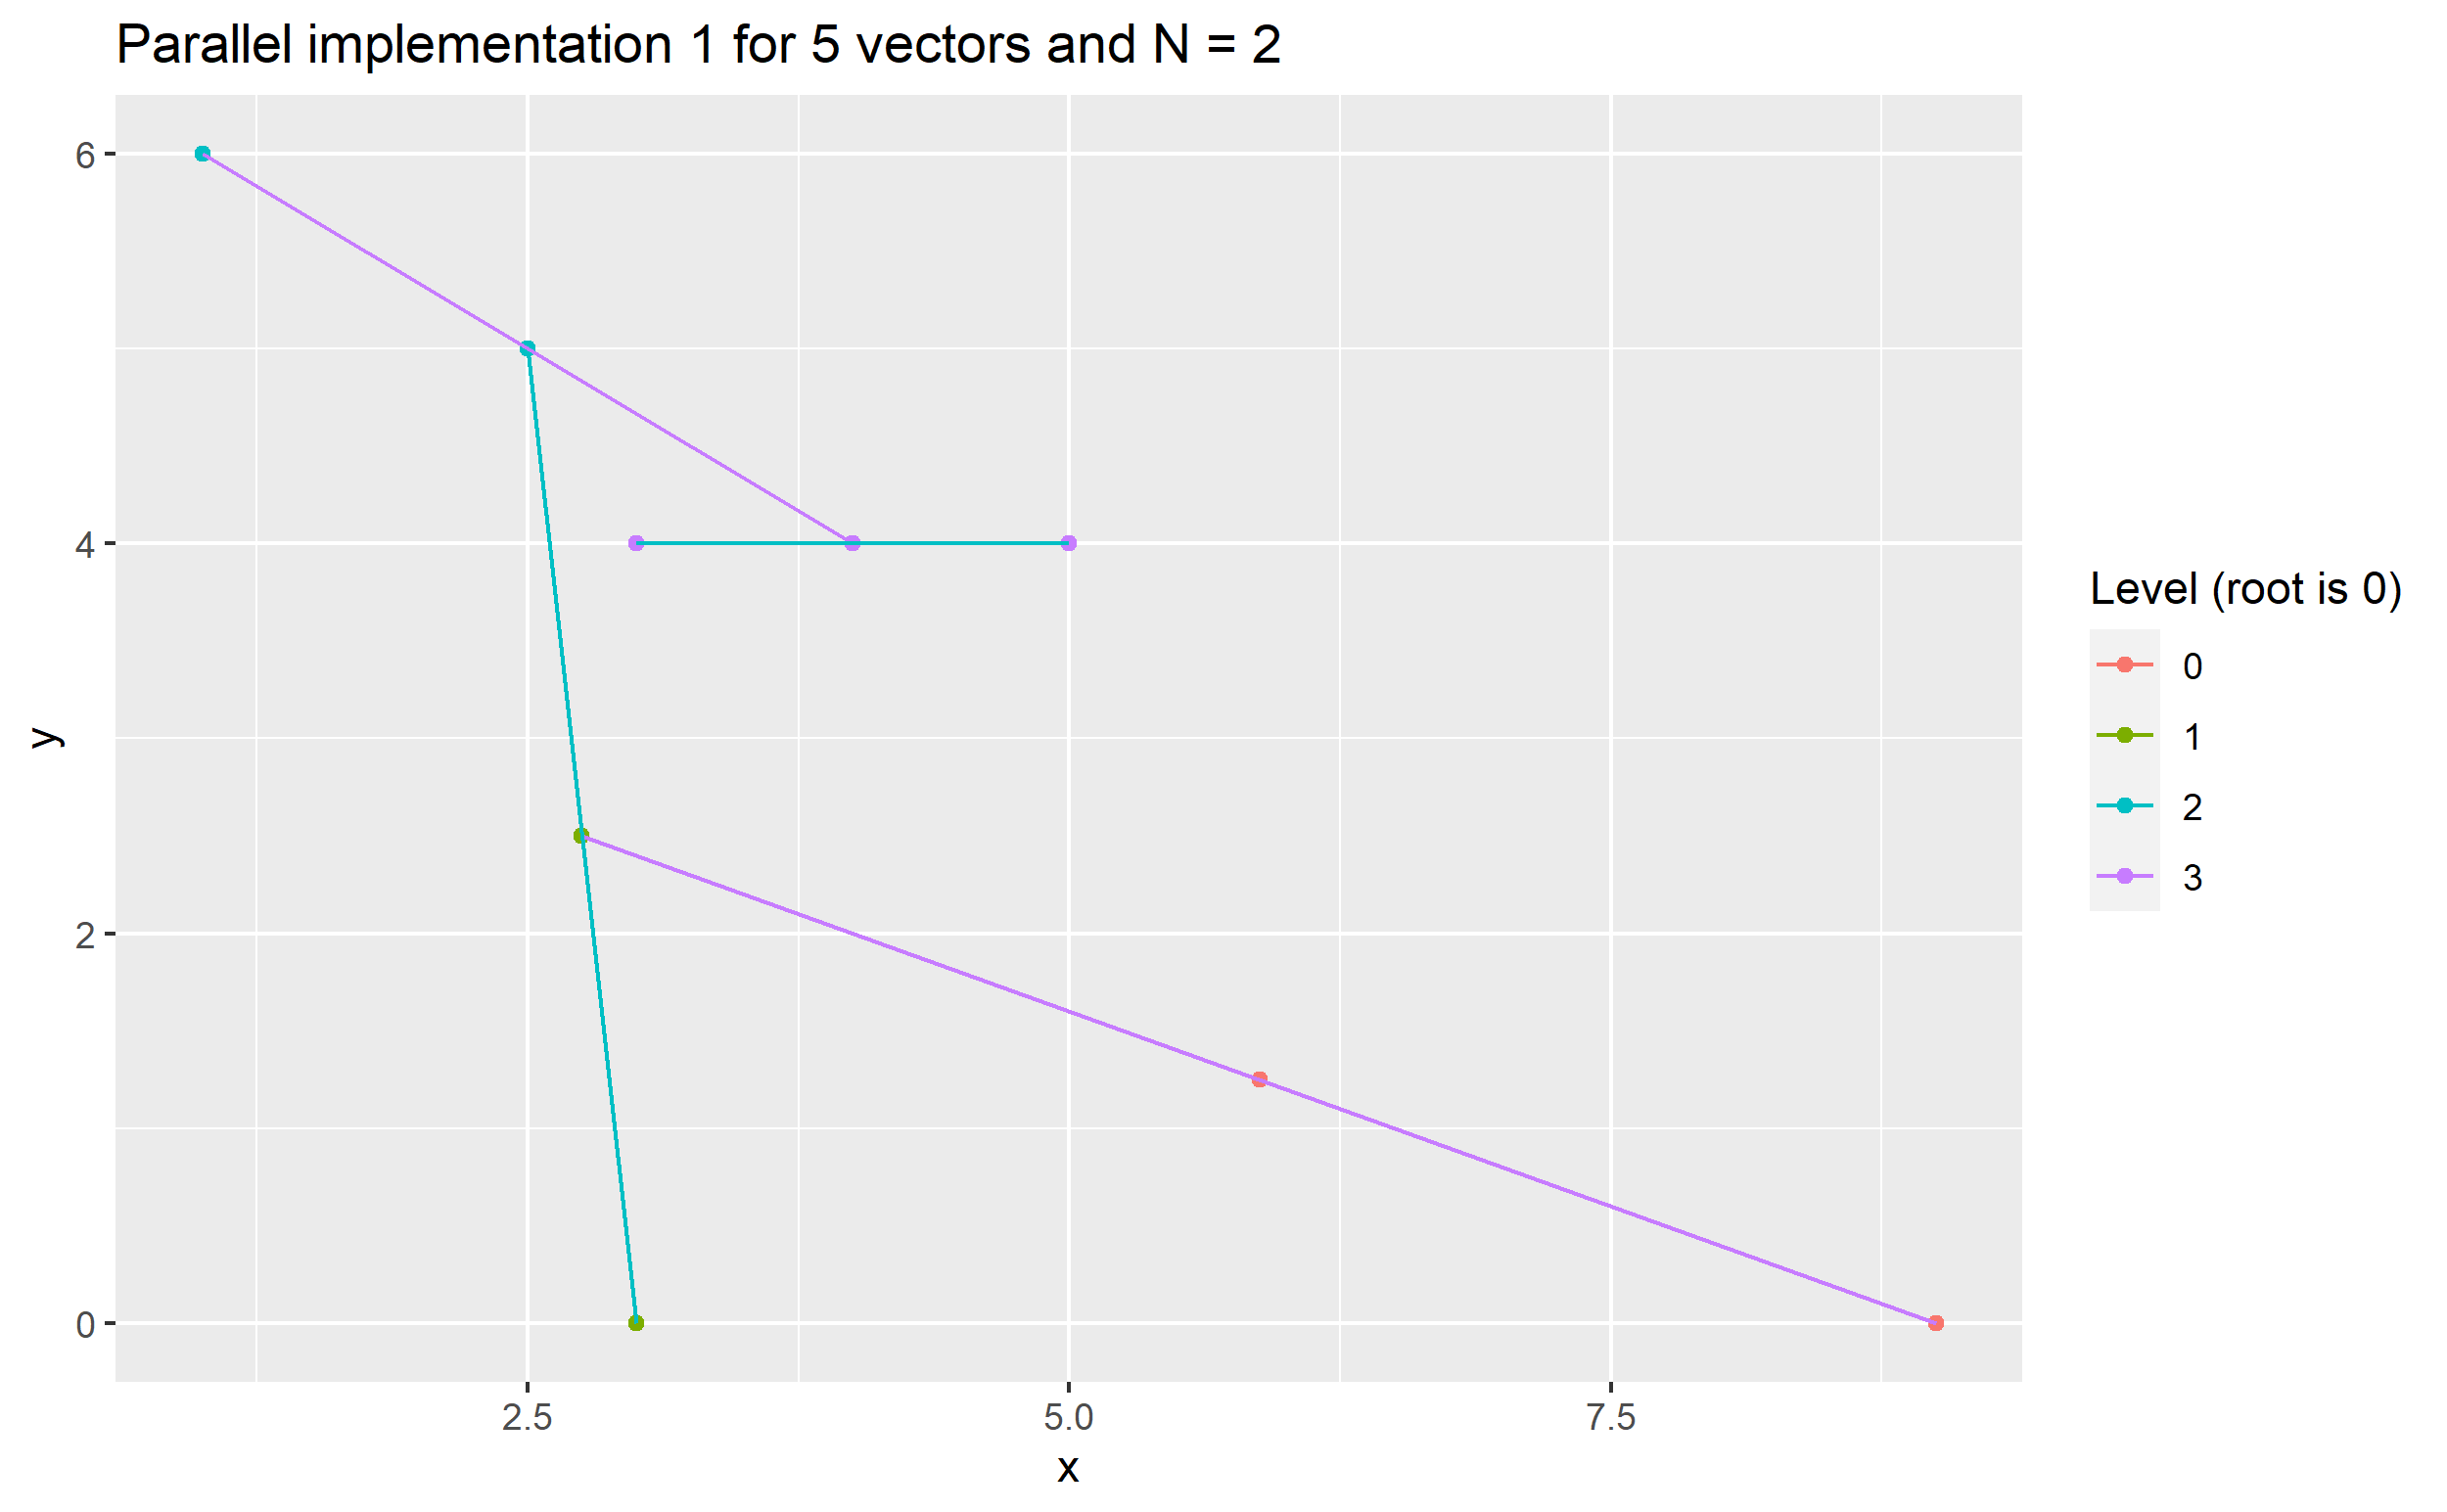 Parallel implementation 1 for 5 vectors and N = 2
6
4
2
0
y
2.5 5.0 7.5
x
Level (root is 0)
0
1
2
3